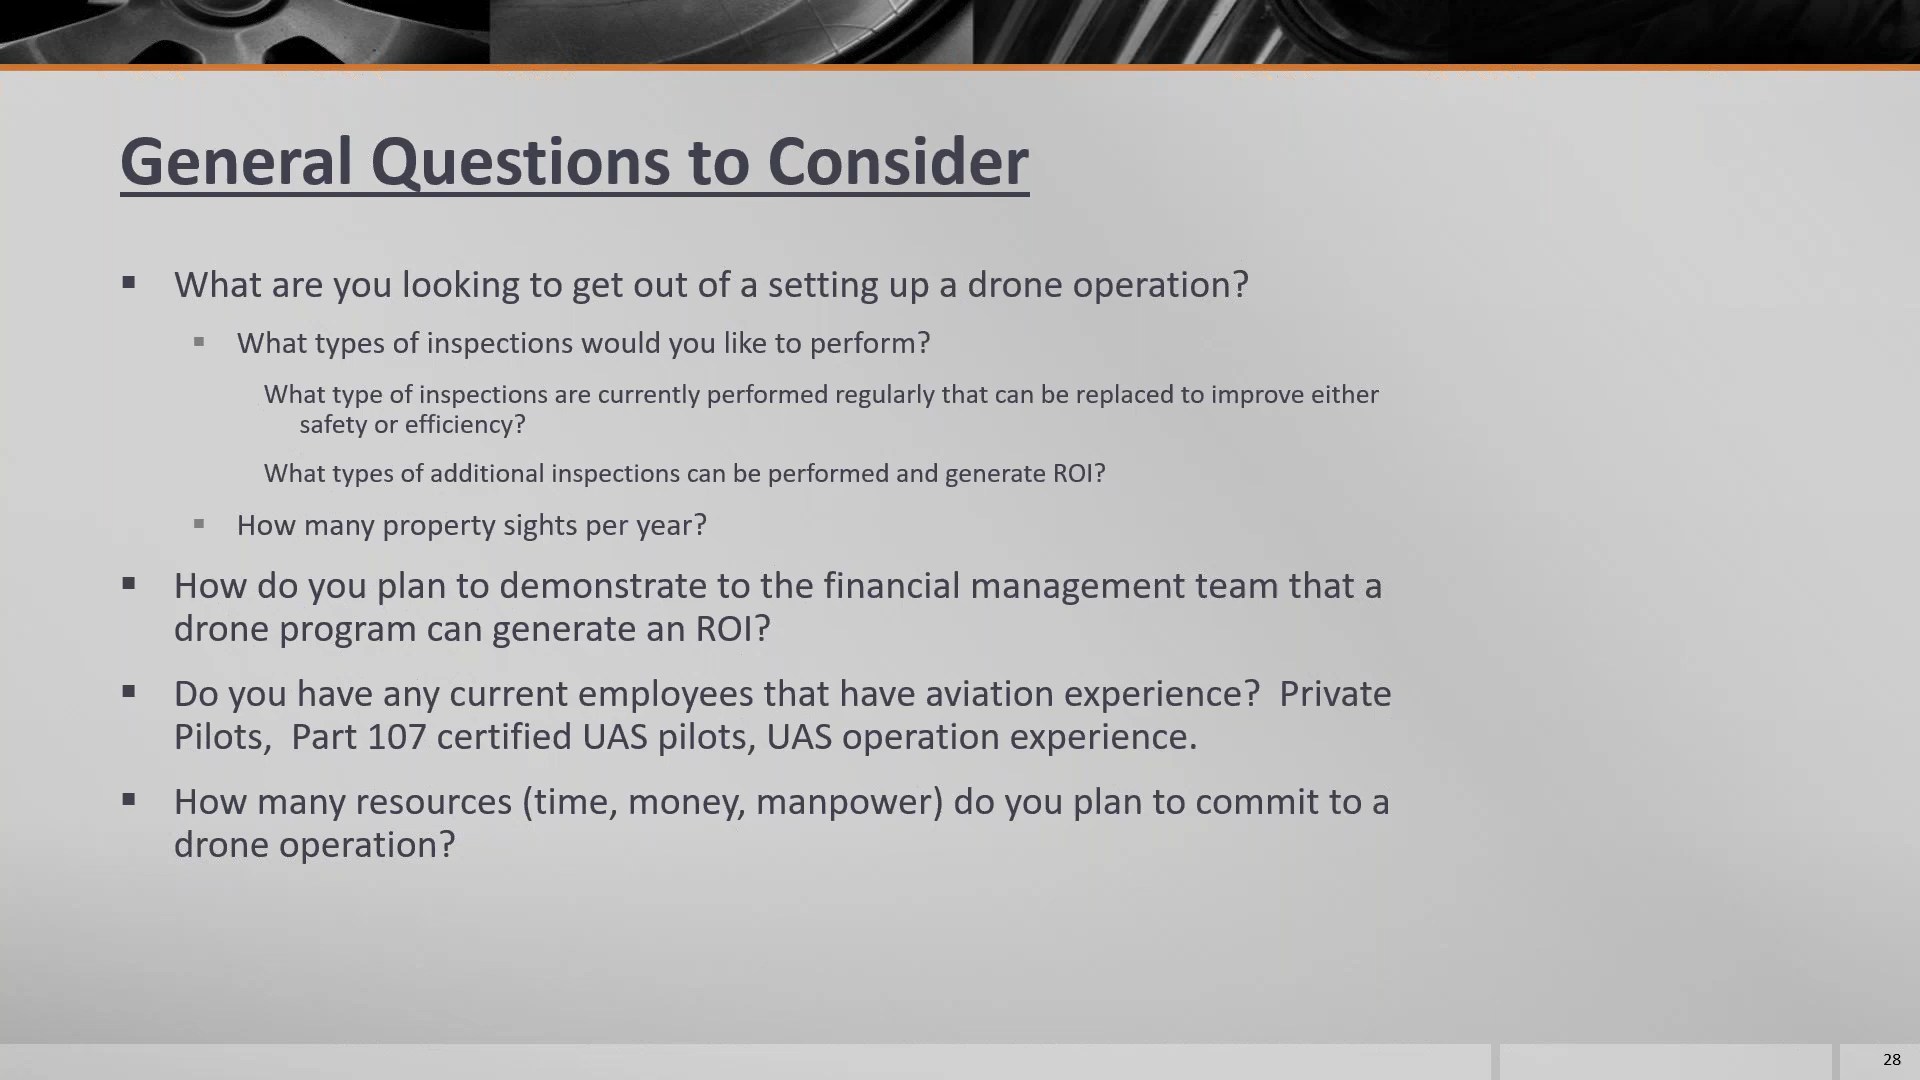 General Questions to Consider
▪ What are you looking to get out of a setting up a drone operation?
▪ What types of inspections would you like to perform?
What type of inspections are currently performed regularly that can be replaced to improve either
safety or efficiency?
What types of additional inspections can be performed and generate ROI?
▪ How many property sights per year?
▪ How do you plan to demonstrate to the financial management team that a
drone program can generate an ROI?
▪ Do you have any current employees that have aviation experience?  Private
Pilots,  Part 107 certified UAS pilots, UAS operation experience.
▪ How many resources (time, money, manpower) do you plan to commit to a
drone operation?
28